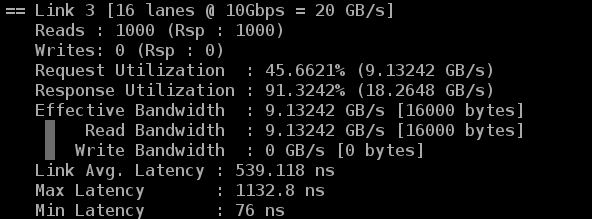 == Link 3 [16 lanes @ 10Gbps = 20 GB/s]
Reads : 1000 (Rsp : 1000)
Writes: 0 (Rsp : 0)
Request Utilization  : 45.6621% (9.13242 GB/s)
Response Utilization : 91.3242% (18.2648 GB/s)
Effective Bandwidth  : 9.13242 GB/s [16000 bytes]
Read Bandwidth : 9.13242 GB/s [16000 bytes]
Write Bandwidth  : 0 GB/s [0 bytes]
Link Avg. Latency : 539.118 ns
Max Latency       : 1132.8 ns
Min Latency       : 76 ns